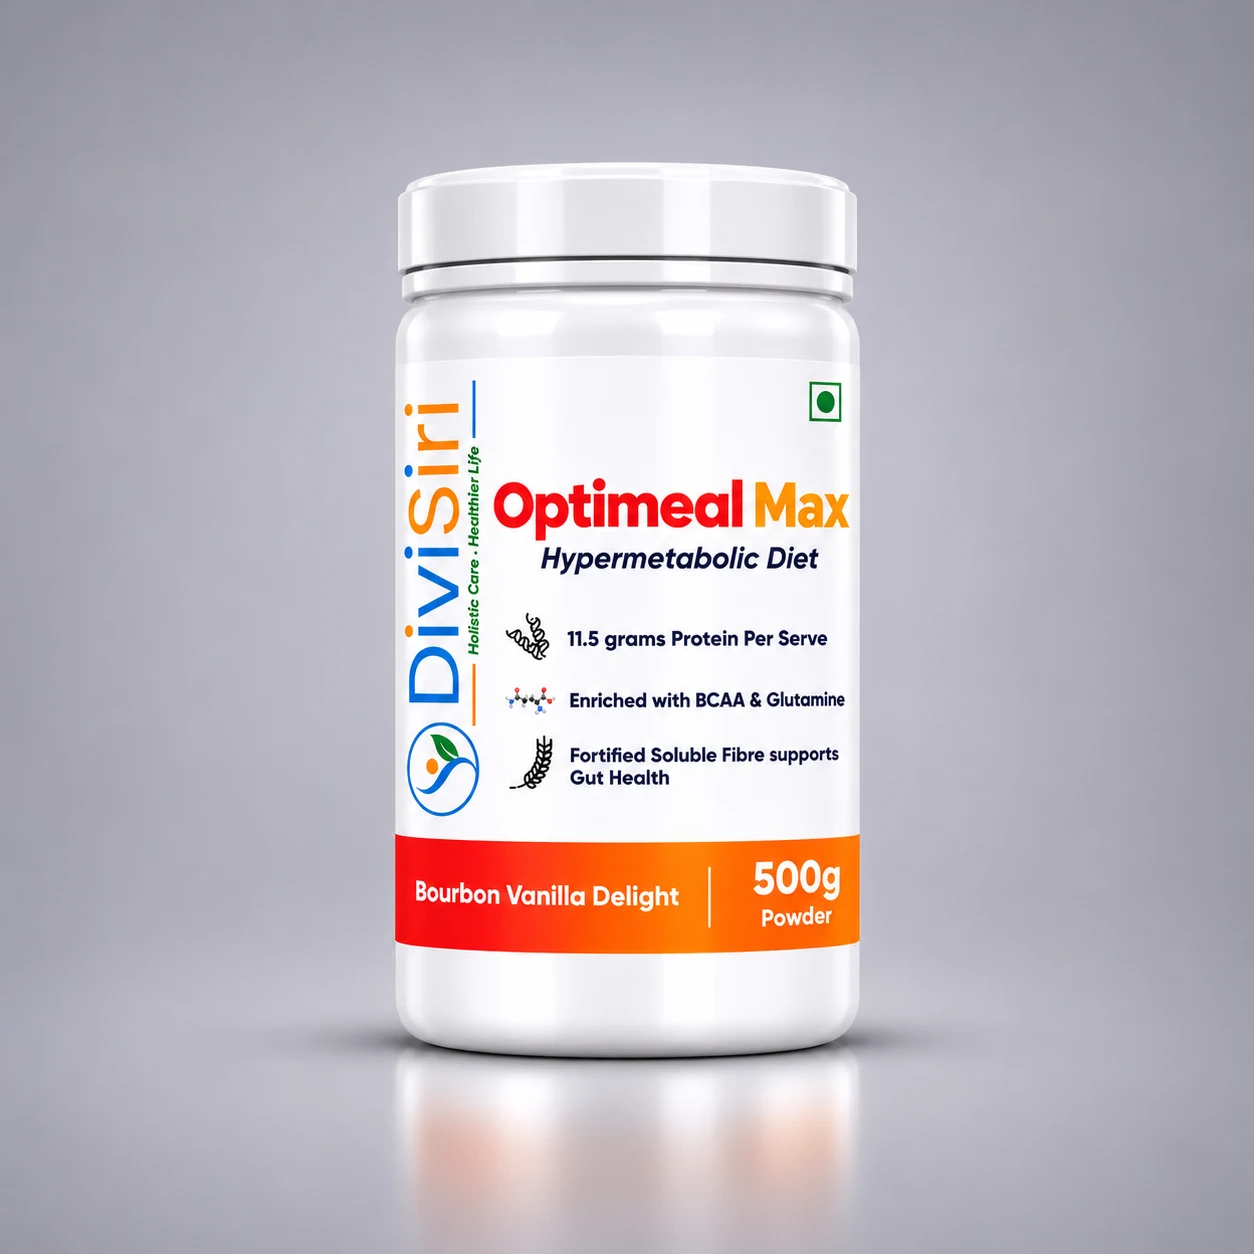 DiviSiri
Holistic Care · Healthier Life
Optimeal Max
Hypermetabolic Diet
11.5 grams Protein Per Serve
Enriched with BCAA & Glutamine
Fortified Soluble Fibre supports
Gut Health
Bourbon Vanilla Delight
500g
Powder